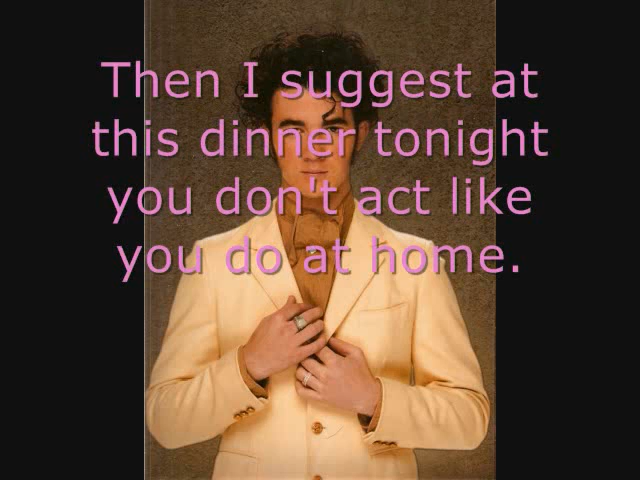 Then I suggest at
this dinner tonight
you don't act like
you do at home.